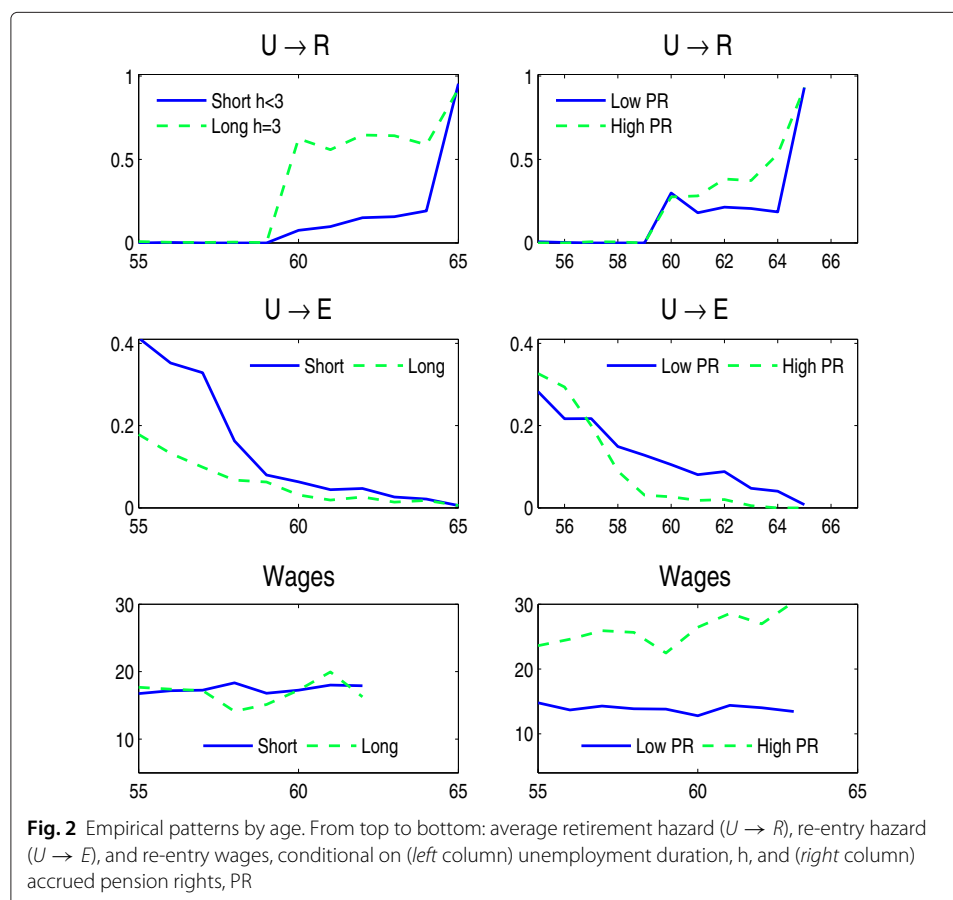 U → R
U → R
1
Short h<3
Long h=3
0.5
0
55
60
65
1
Low PR
High PR
0.5
0
56
58
60
62
64
66
U → E
U → E
0.4
Short
Long
0.2
0
55
60
65
0.4
Low PR
High PR
0.2
0
56
58
60
62
64
66
Wages
Wages
30
20
10
Short
Long
55
60
65
30
20
10
Low PR
High PR
55
60
65
Fig. 2 Empirical patterns by age. From top to bottom: average retirement hazard (U → R), re-entry hazard
(U → E), and re-entry wages, conditional on (left column) unemployment duration, h, and (right column)
accrued pension rights, PR